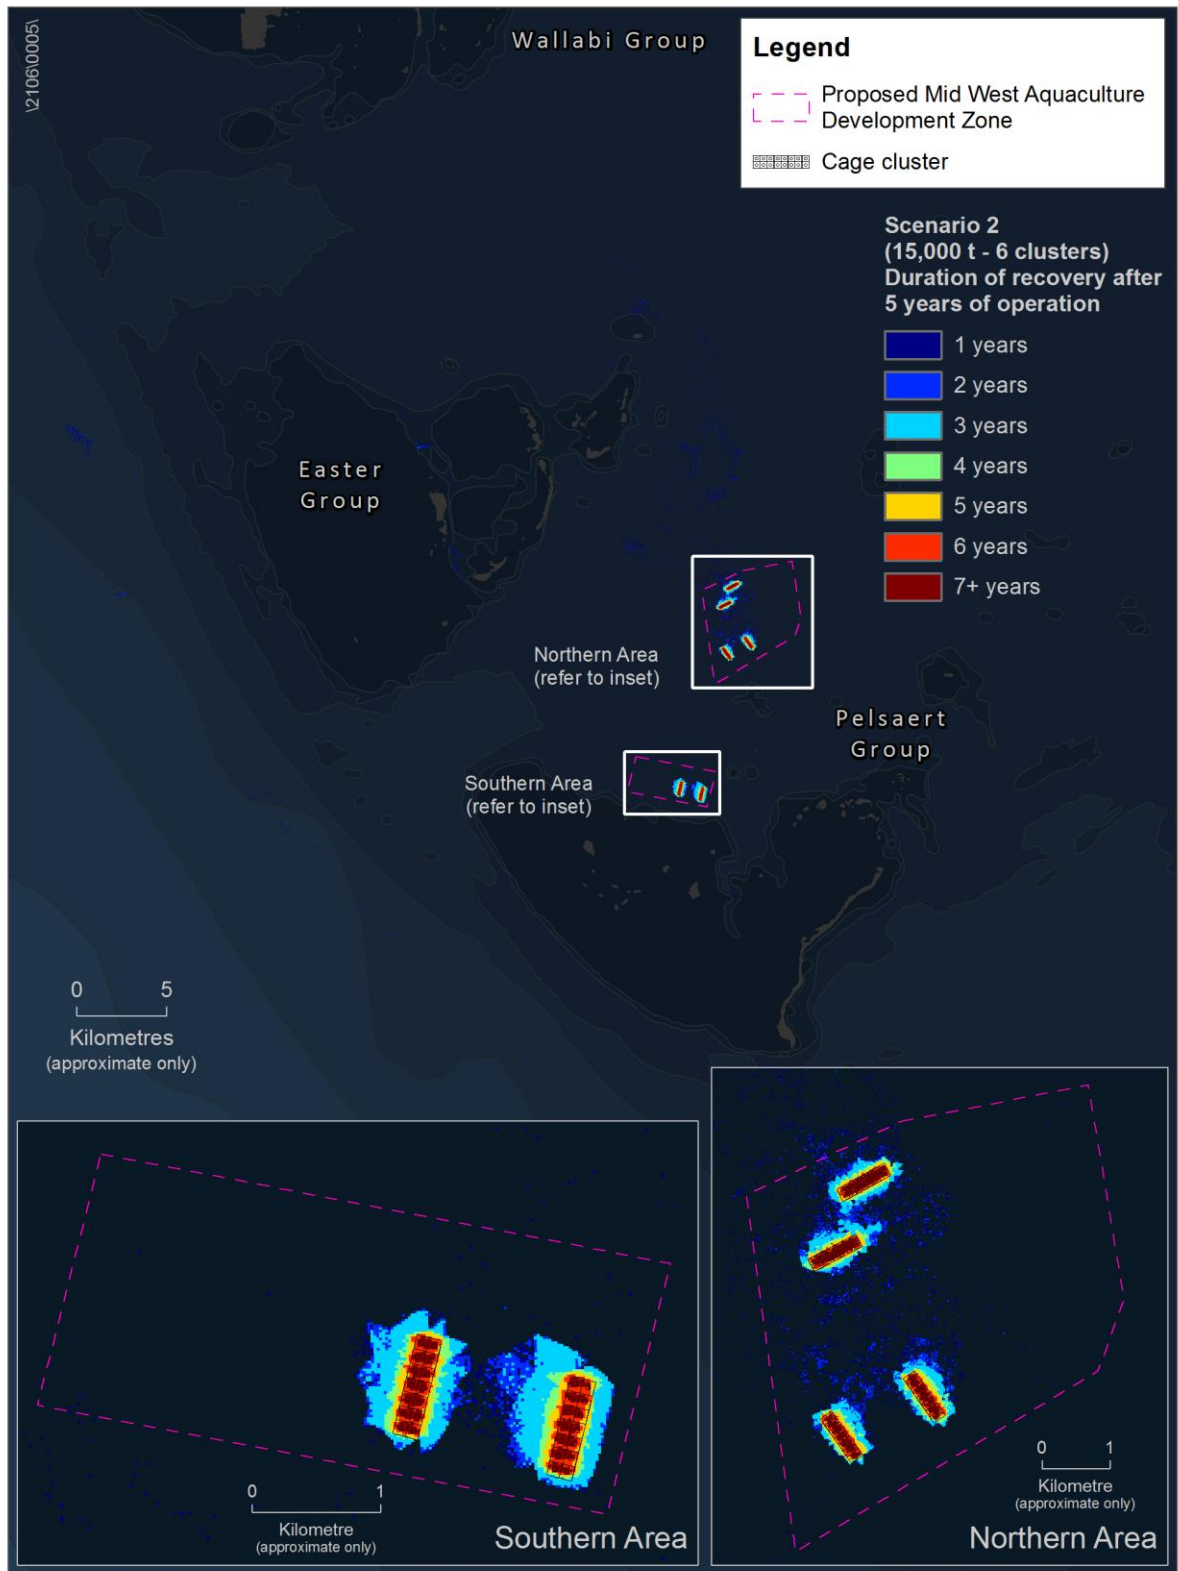 \2106\0005\
Wallabi Group
Legend
Proposed Mid West Aquaculture
Development Zone
Cage cluster
Scenario 2
(15,000 t - 6 clusters)
Duration of recovery after
5 years of operation
1 years
2 years
3 years
4 years
5 years
6 years
7+ years
Easter
Group
Northern Area
(refer to inset)
Pelsaert
Group
Southern Area
(refer to inset)
0 5
Kilometres
(approximate only)
0 1
Kilometre
(approximate only)
Southern Area
0 1
Kilometre
(approximate only)
Northern Area